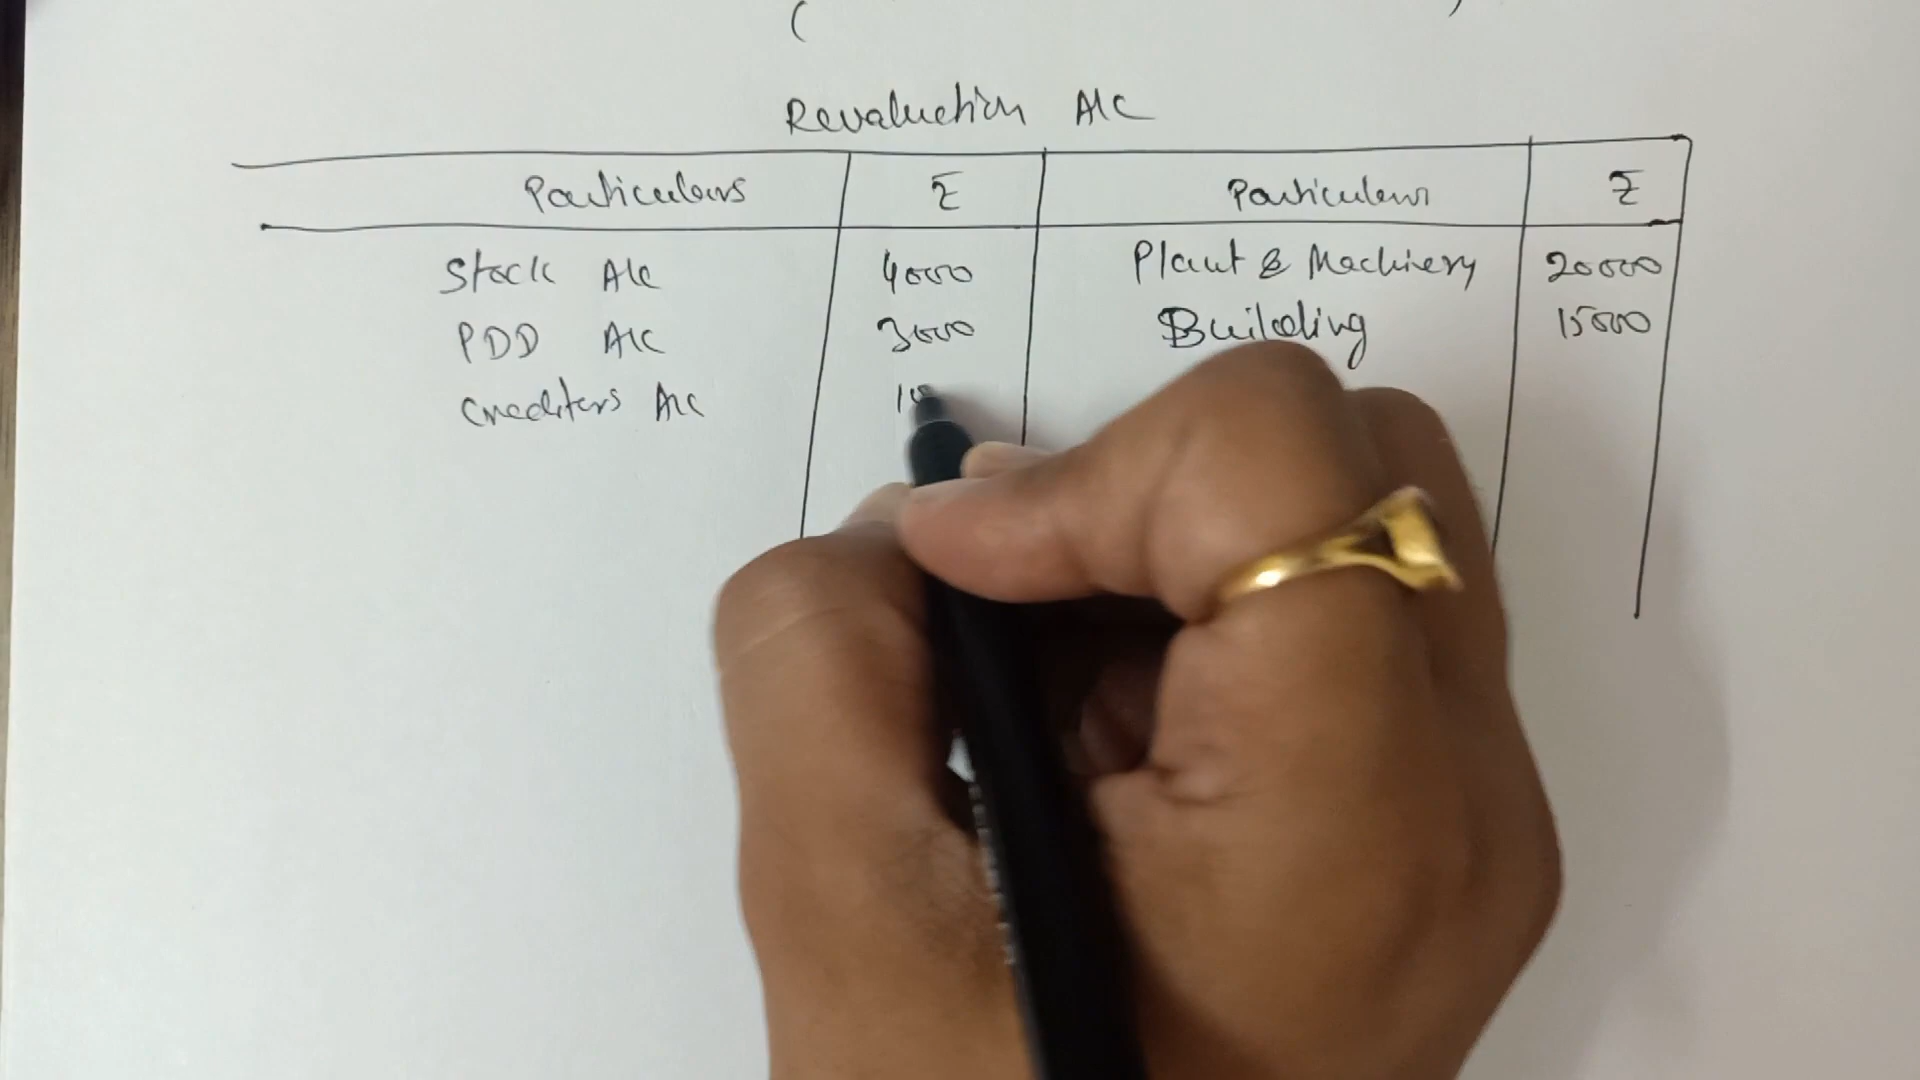 Revaluation A/c
Particulars ₹ Particulars ₹
Stock A/c 4000 Plant & Machinery 20000
PDD A/c 3000 Building 15000
Creditors A/c